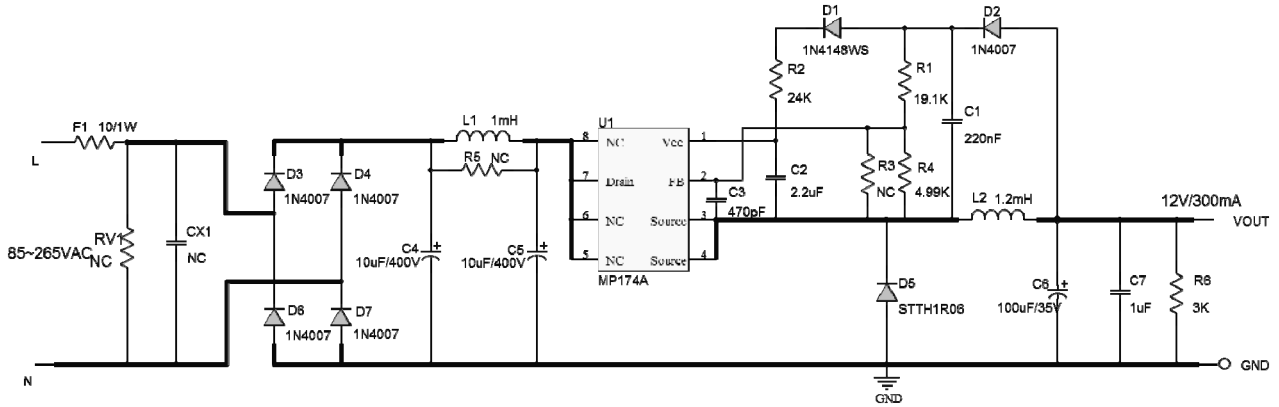 D1
1N4148WS
D2
1N4007
R2
24K
R1
19.1K
C1
220nF
F1 10/1W
L
L1 1mH
R5 NC
U1
8 NC Vcc 1
7 Drain FB 2
6 NC Source 3
5 NC Source 4
MP174A
C2
2.2uF
C3
470pF
R3
NC
R4
4.99K
L2 1.2mH
12V/300mA
VOUT
D3
1N4007
D4
1N4007
85~265VAC
RV1
NC
CX1
NC
C4
10uF/400V
C5
10uF/400V
D6
1N4007
D7
1N4007
D5
STTH1R06
C6
100uF/35V
C7
1uF
R6
3K
N
GND
GND